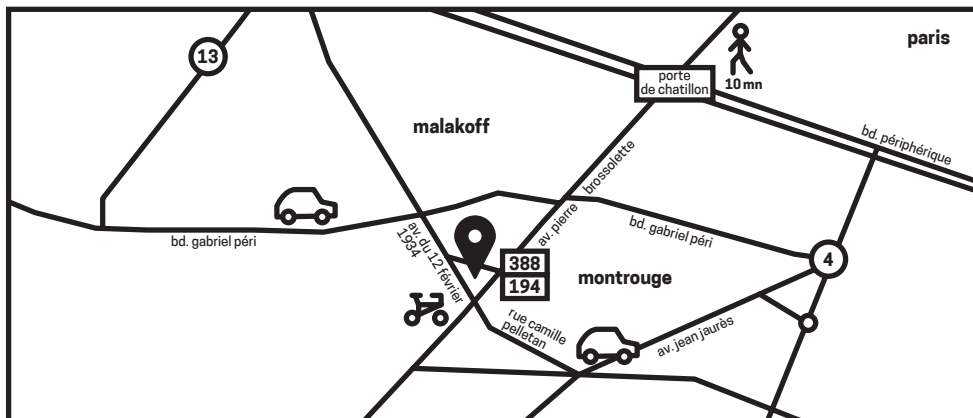 paris
13
porte
de chatillon
10 mn
malakoff
bd. périphérique
brossolette
av. pierre
bd. gabriel péri
bd. gabriel péri
av. du 12 février
1934
388
194
4
montrouge
rue camille
pelletan
av. jean jaurès